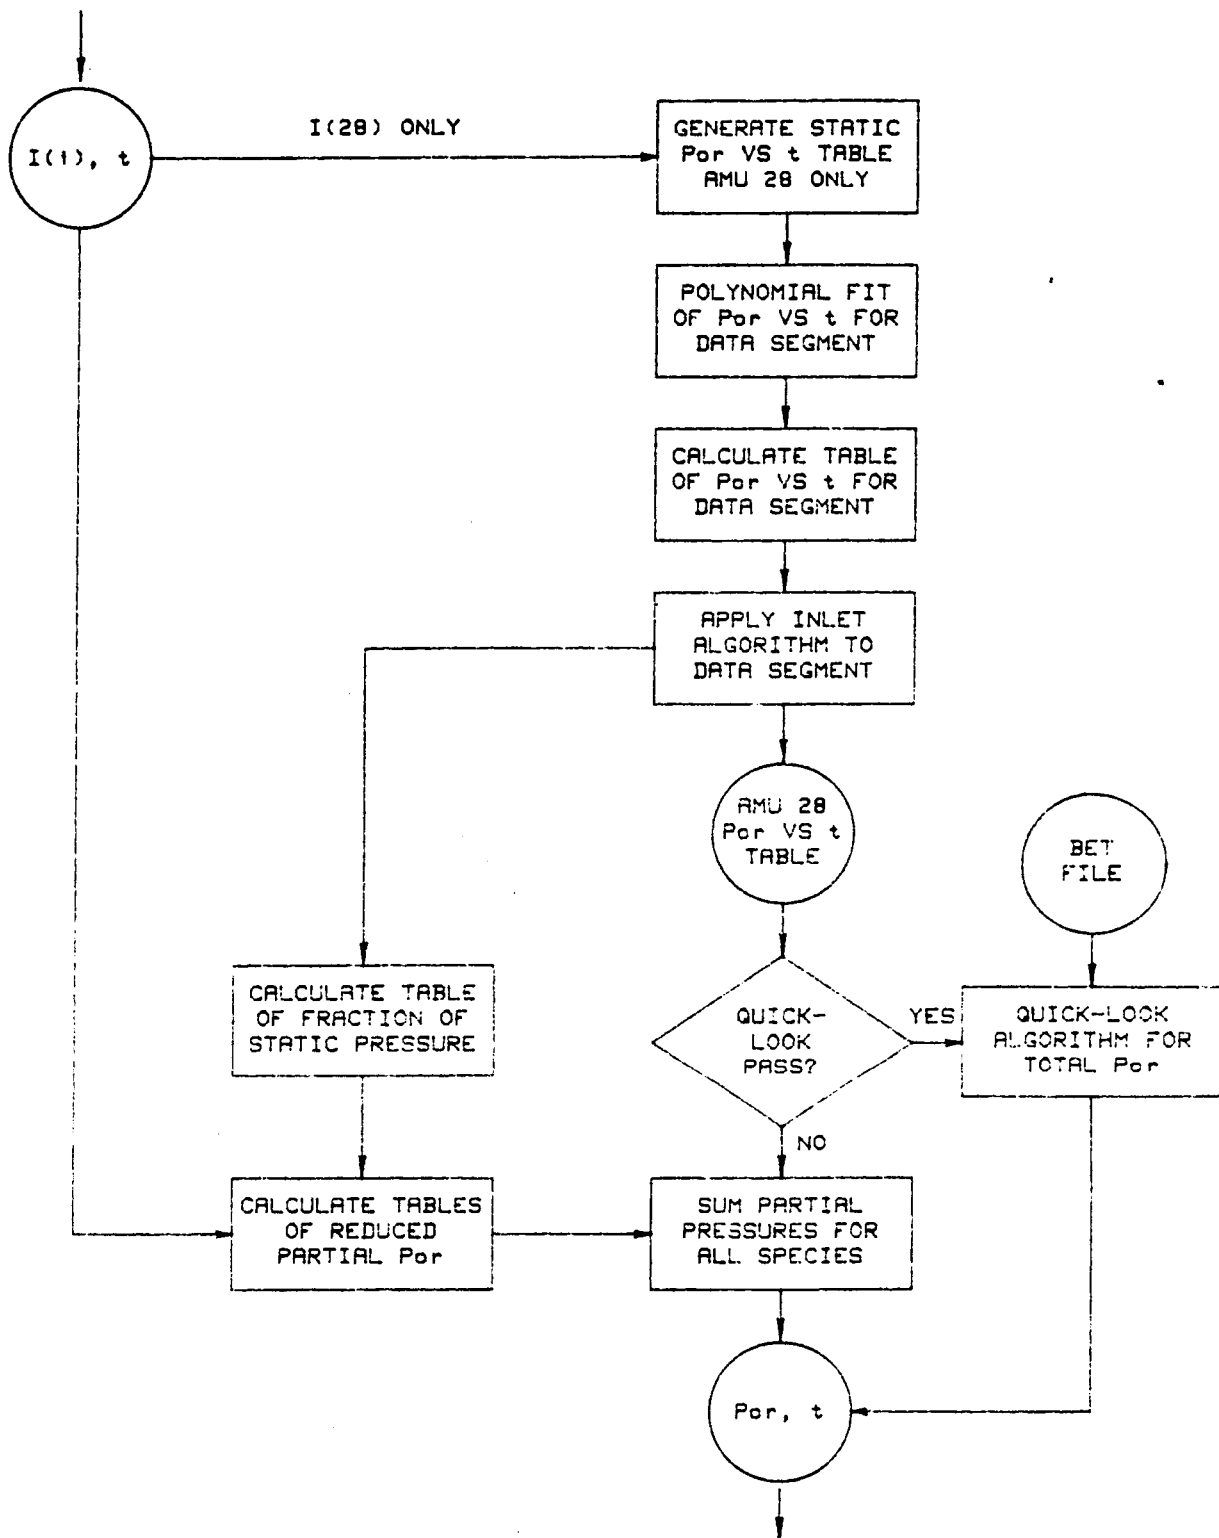 I(28) ONLY
I(i), t
GENERATE STATIC
Por VS t TABLE
AMU 28 ONLY
POLYNOMIAL FIT
OF Por VS t FOR
DATA SEGMENT
CALCULATE TABLE
OF Por VS t FOR
DATA SEGMENT
APPLY INLET
ALGORITHM TO
DATA SEGMENT
AMU 28
Por VS t
TABLE
BET
FILE
CALCULATE TABLE
OF FRACTION OF
STATIC PRESSURE
QUICK-
LOOK
PASS?
YES
QUICK-LOOK
ALGORITHM FOR
TOTAL Por
NO
CALCULATE TABLES
OF REDUCED
PARTIAL Por
SUM PARTIAL
PRESSURES FOR
ALL SPECIES
Por, t